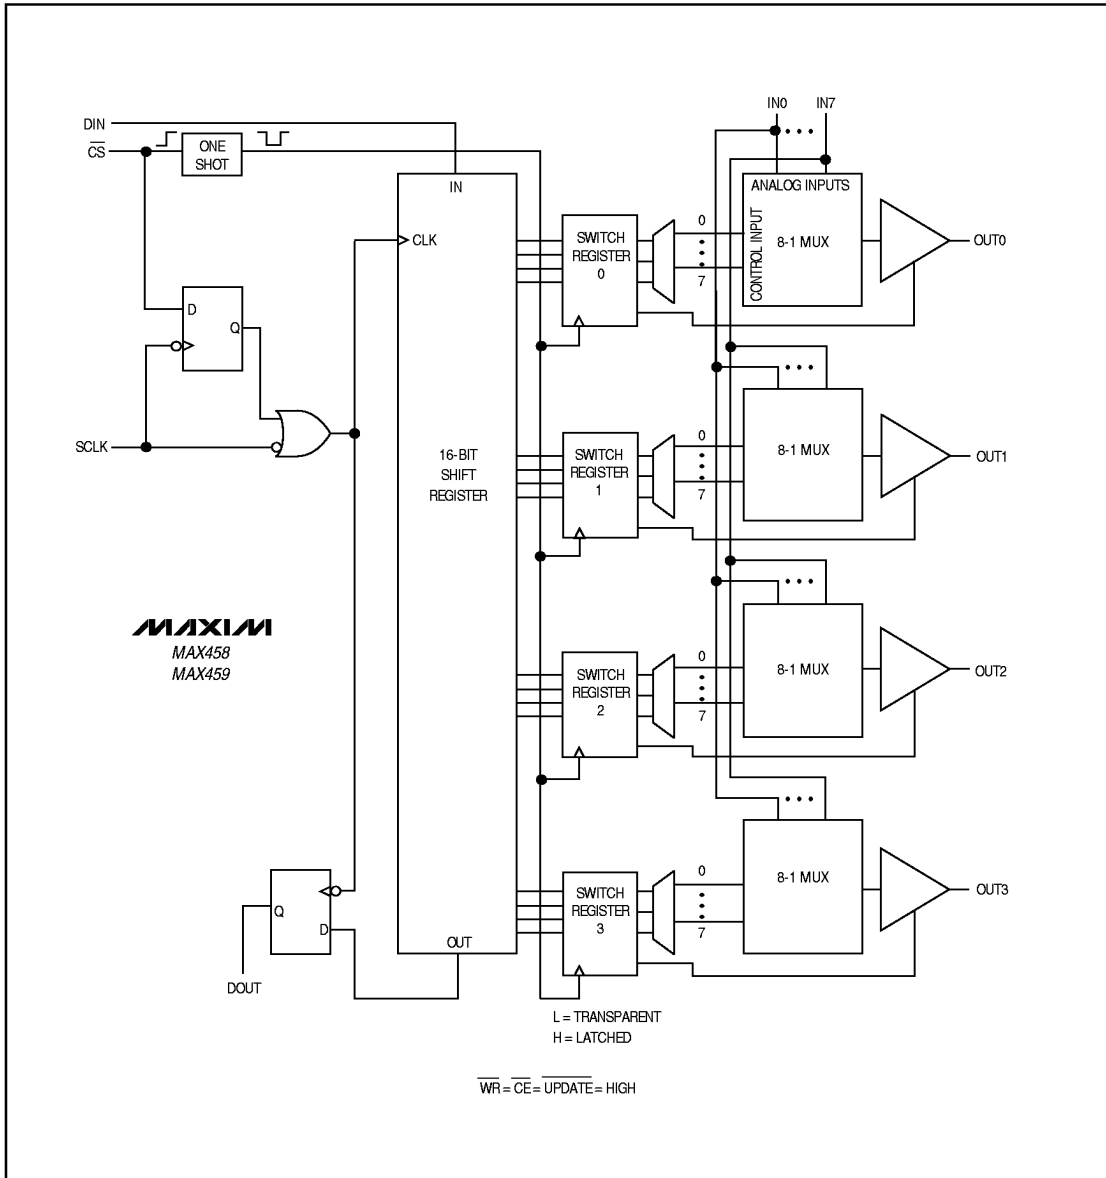 IN0 IN7
DIN
CS
ONE
SHOT
IN
ANALOG INPUTS
CLK
SWITCH
REGISTER
0
0
7
CONTROL INPUT
8-1 MUX
OUT0
D
Q
SCLK
16-BIT
SHIFT
REGISTER
SWITCH
REGISTER
1
0
7
8-1 MUX
OUT1
MAXIM
MAX458
MAX459
SWITCH
REGISTER
2
0
7
8-1 MUX
OUT2
SWITCH
REGISTER
3
0
7
8-1 MUX
OUT3
Q
D
OUT
DOUT
L = TRANSPARENT
H = LATCHED
WR = CE = UPDATE = HIGH